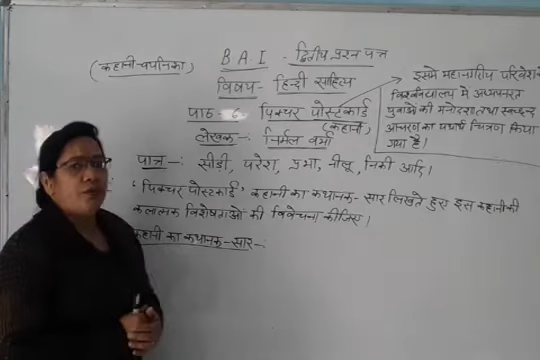 (कहानी-चयनिका)
B A I - द्वितीय प्रश्न पत्र
विषय- हिन्दी साहित्य
पाठ 6 पिक्चर पोस्टकार्ड
(कहानी)
लेखक -: निर्मल वर्मा
इसमें महानगरीय परिवेश
विश्वविद्यालय में अध्ययनरत
युवाओं की मनोदशा तथा स्वच्छन्द
आचरण का यथार्थ चित्रण किया
गया है।
पात्र -: सीडी, परेश, प्रभा, नीलू, निकी आदि।
'पिक्चर पोस्टकार्ड' कहानी का कथानक-सार लिखते हुए इस कहानी की
कलात्मक विशेषताओं की विवेचना कीजिए।
कहानी का कथानक-सार -: